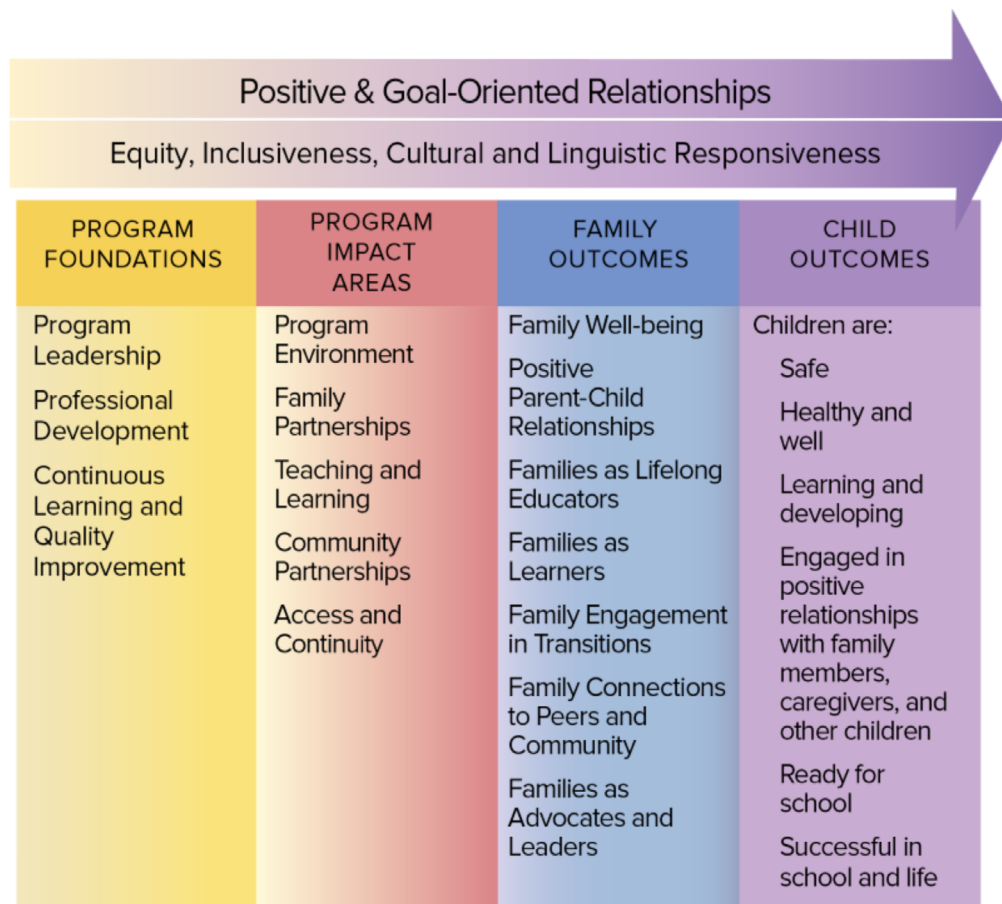 Positive & Goal-Oriented Relationships
Equity, Inclusiveness, Cultural and Linguistic Responsiveness
PROGRAM
FOUNDATIONS
Program
Leadership
Professional
Development
Continuous
Learning and
Quality
Improvement
PROGRAM
IMPACT
AREAS
Program
Environment
Family
Partnerships
Teaching and
Learning
Community
Partnerships
Access and
Continuity
FAMILY
OUTCOMES
Family Well-being
Positive
Parent-Child
Relationships
Families as Lifelong
Educators
Families as
Learners
Family Engagement
in Transitions
Family Connections
to Peers and
Community
Families as
Advocates and
Leaders
CHILD
OUTCOMES
Children are:
Safe
Healthy and
well
Learning and
developing
Engaged in
positive
relationships
with family
members,
caregivers, and
other children
Ready for
school
Successful in
school and life